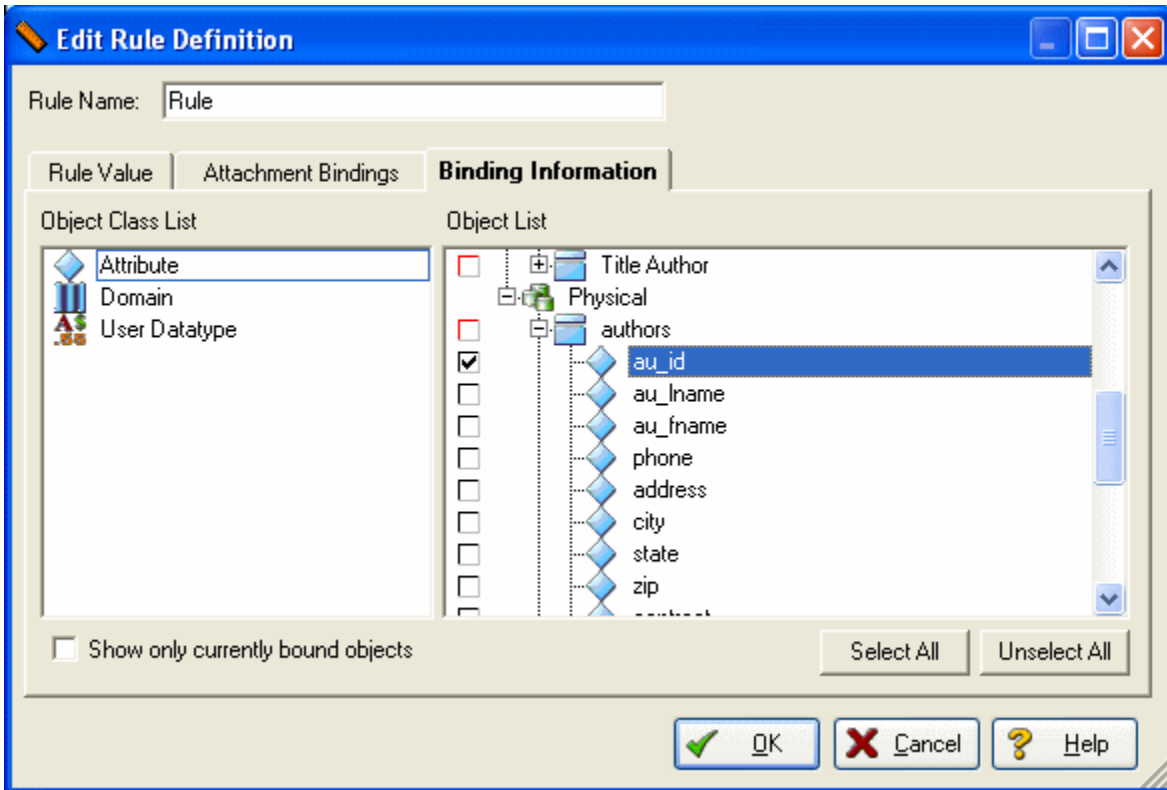 Edit Rule Definition
Rule Name: Rule
Rule Value Attachment Bindings Binding Information
Object Class List Object List
Attribute
Domain
User Datatype
Title Author
Physical
authors
au_id
au_lname
au_fname
phone
address
city
state
zip
Show only currently bound objects
Select All Unselect All
OK Cancel Help